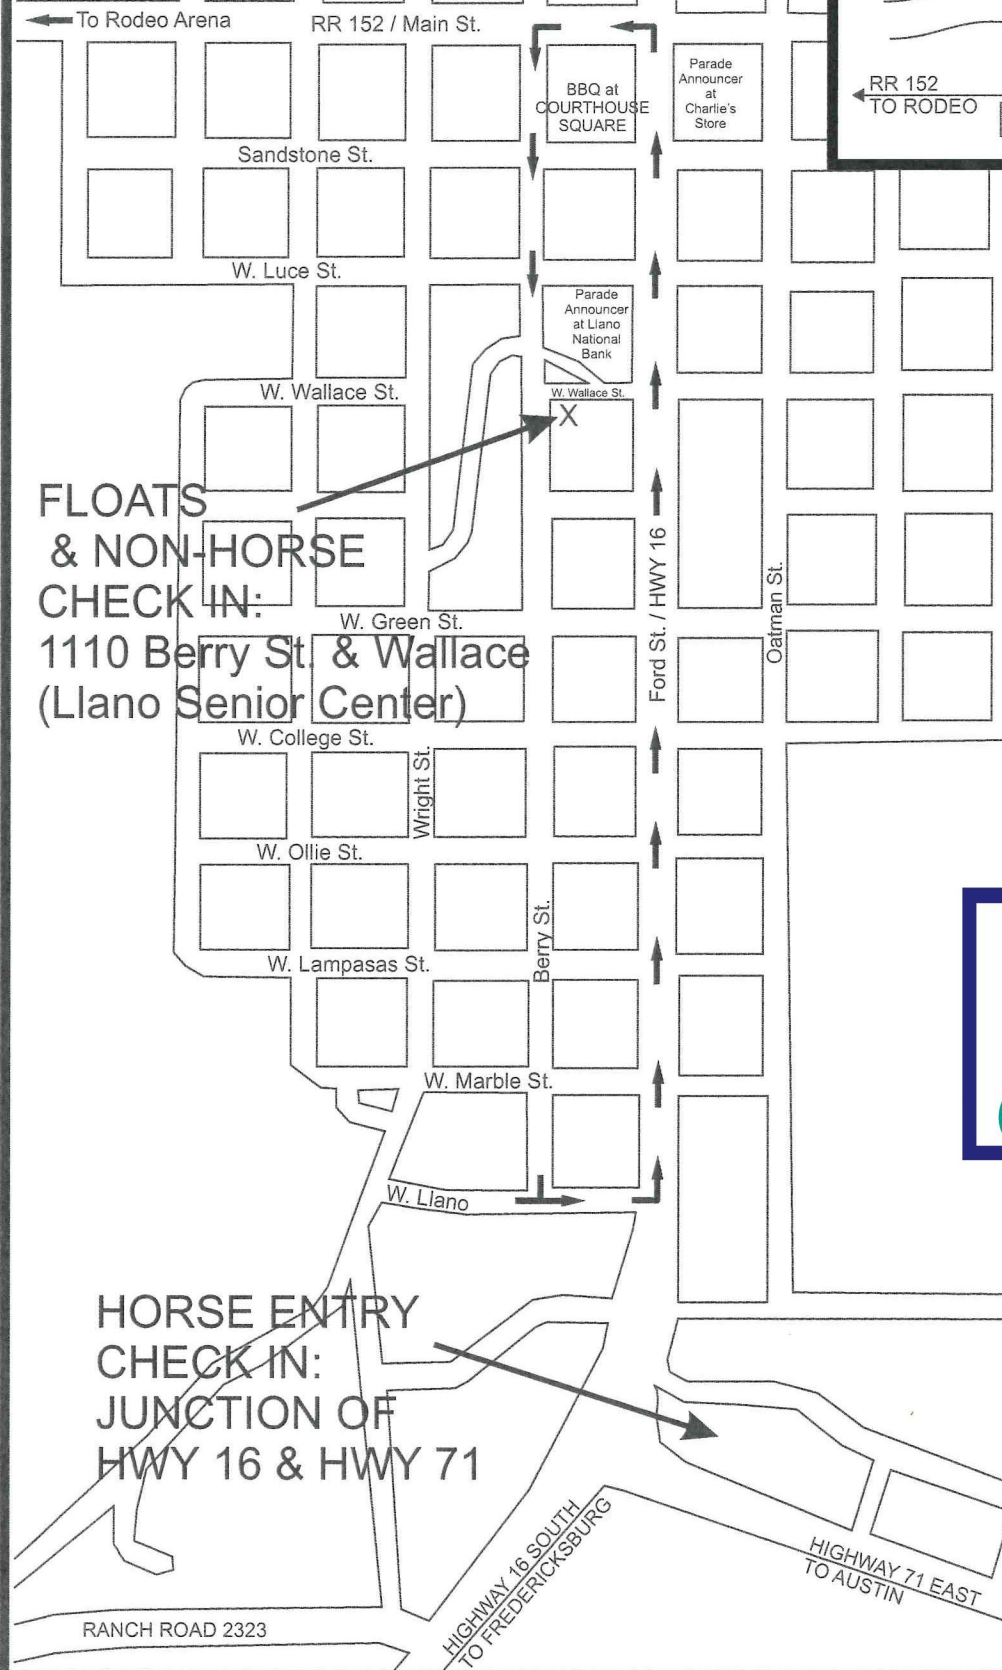 To Rodeo Arena
RR 152 / Main St.
BBQ at
COURTHOUSE
SQUARE
Parade
Announcer
at
Charlie's
Store
RR 152
TO RODEO
Sandstone St.
W. Luce St.
Parade
Announcer
at Llano
National
Bank
W. Wallace St.
W. Wallace St.
X
FLOATS
& NON-HORSE
CHECK IN:
1110 Berry St. & Wallace
(Llano Senior Center)
Ford St. / HWY 16
Oatman St.
W. Green St.
W. College St.
Wright St.
W. Ollie St.
Berry St.
W. Lampasas St.
W. Marble St.
W. Llano
HORSE ENTRY
CHECK IN:
JUNCTION OF
HWY 16 & HWY 71
HIGHWAY 16 SOUTH
TO FREDERICKSBURG
HIGHWAY 71 EAST
TO AUSTIN
RANCH ROAD 2323